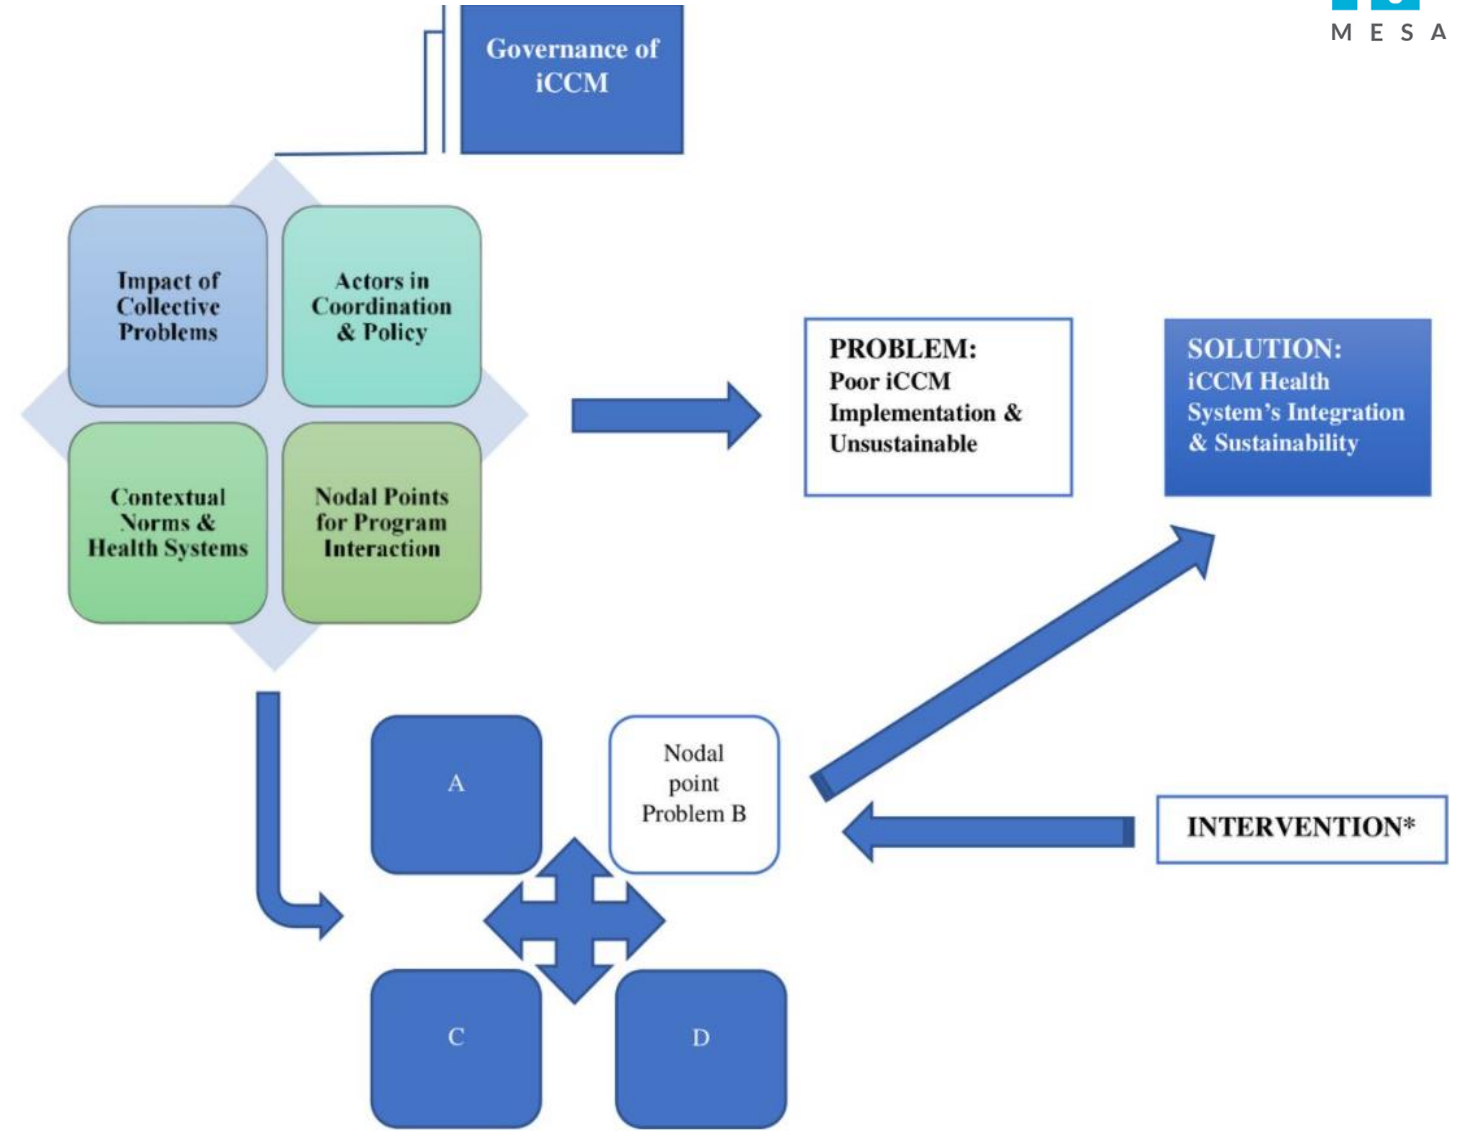 MESA
Governance of
iCCM
Impact of
Collective
Problems
Actors in
Coordination
& Policy
Contextual
Norms &
Health Systems
Nodal Points
for Program
Interaction
PROBLEM:
Poor iCCM
Implementation &
Unsustainable
SOLUTION:
iCCM Health
System’s Integration
& Sustainability
A
Nodal
point
Problem B
INTERVENTION*
C
D